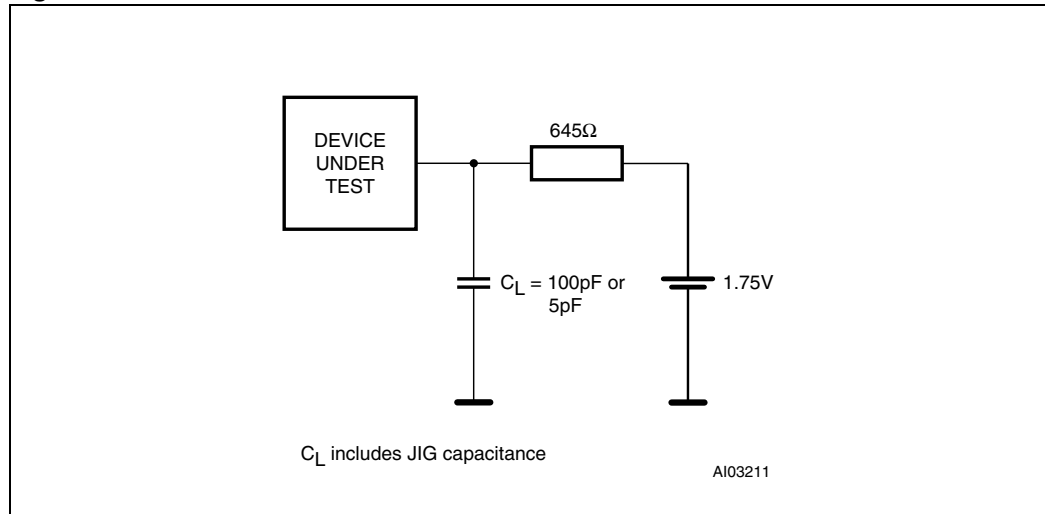 DEVICE
UNDER
TEST
645Ω
C_L = 100pF or
5pF
1.75V
C_L includes JIG capacitance
AI03211